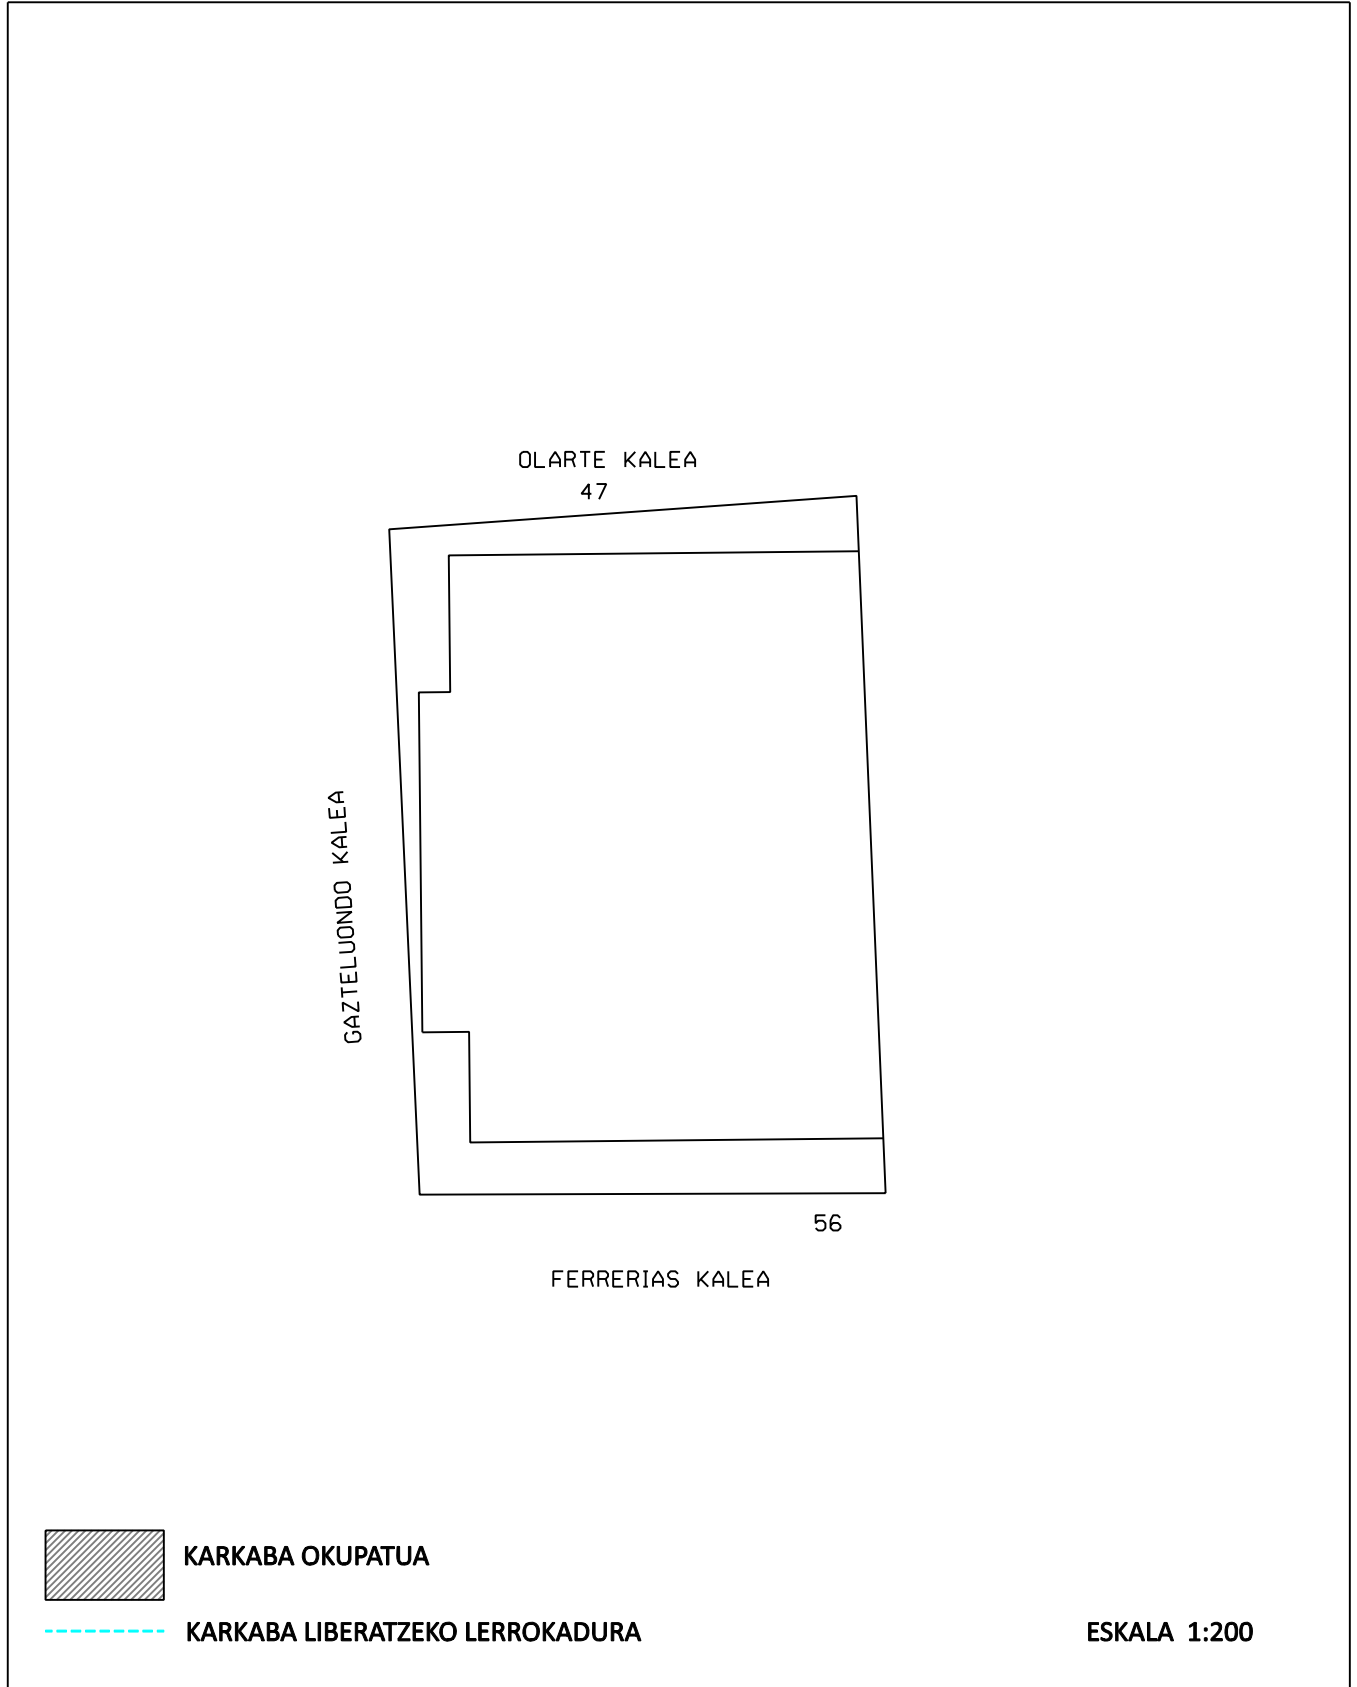 OLARTE KALEA
47
GAZTELUONDO KALEA
56
FERRERIAS KALEA
KARKABA OKUPATUA
KARKABA LIBERATZEKO LERROKADURA
ESKALA 1:200